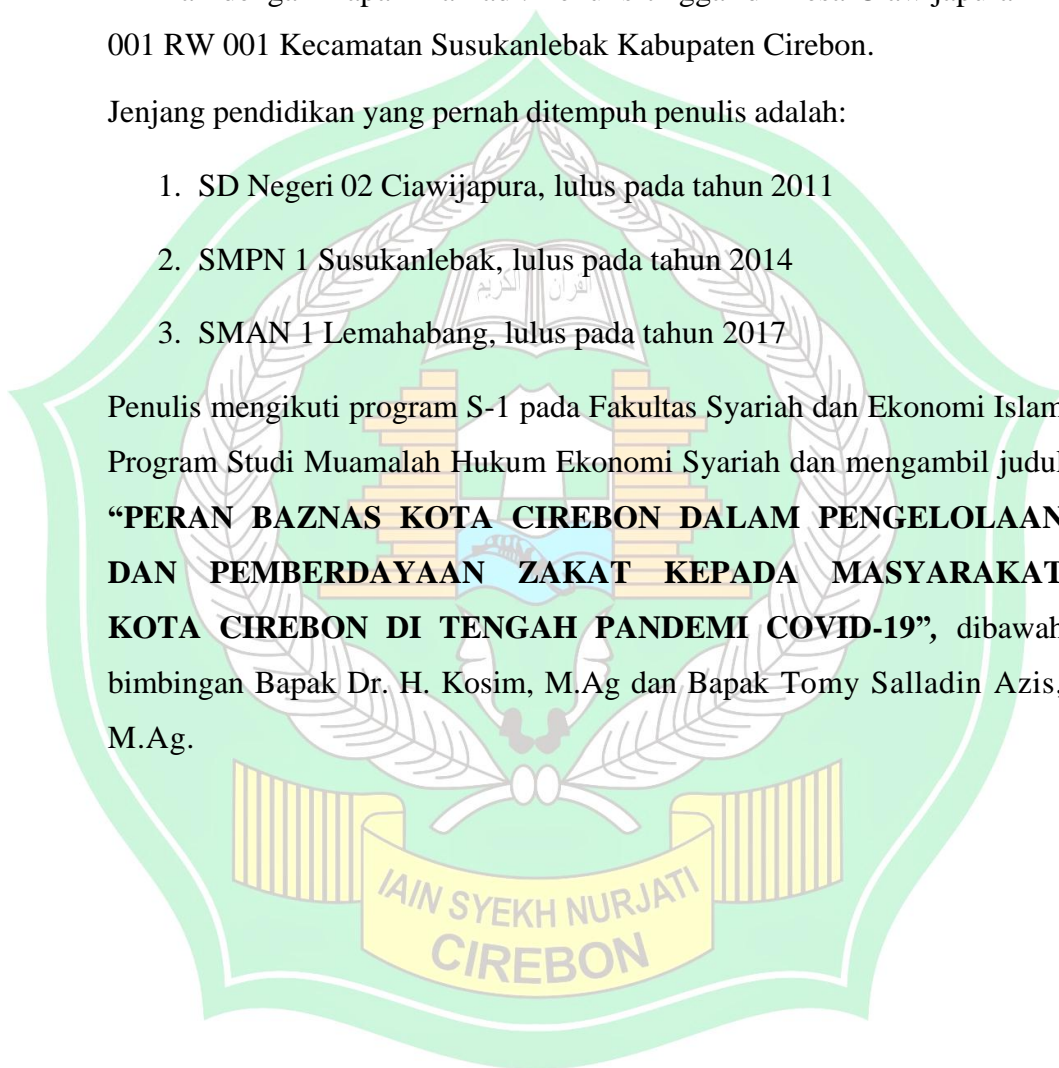 001 RW 001 Kecamatan Susukanlebak Kabupaten Cirebon.
Jenjang pendidikan yang pernah ditempuh penulis adalah:
1. SD Negeri 02 Ciawijapura, lulus pada tahun 2011
2. SMPN 1 Susukanlebak, lulus pada tahun 2014
القرآن الكريم
3. SMAN 1 Lemahabang, lulus pada tahun 2017
Penulis mengikuti program S-1 pada Fakultas Syariah dan Ekonomi Islam
Program Studi Muamalah Hukum Ekonomi Syariah dan mengambil judul
“PERAN BAZNAS KOTA CIREBON DALAM PENGELOLAAN
DAN PEMBERDAYAAN ZAKAT KEPADA MASYARAKAT
KOTA CIREBON DI TENGAH PANDEMI COVID-19”, dibawah
bimbingan Bapak Dr. H. Kosim, M.Ag dan Bapak Tomy Salladin Azis,
M.Ag.
IAIN SYEKH NURJATI
CIREBON